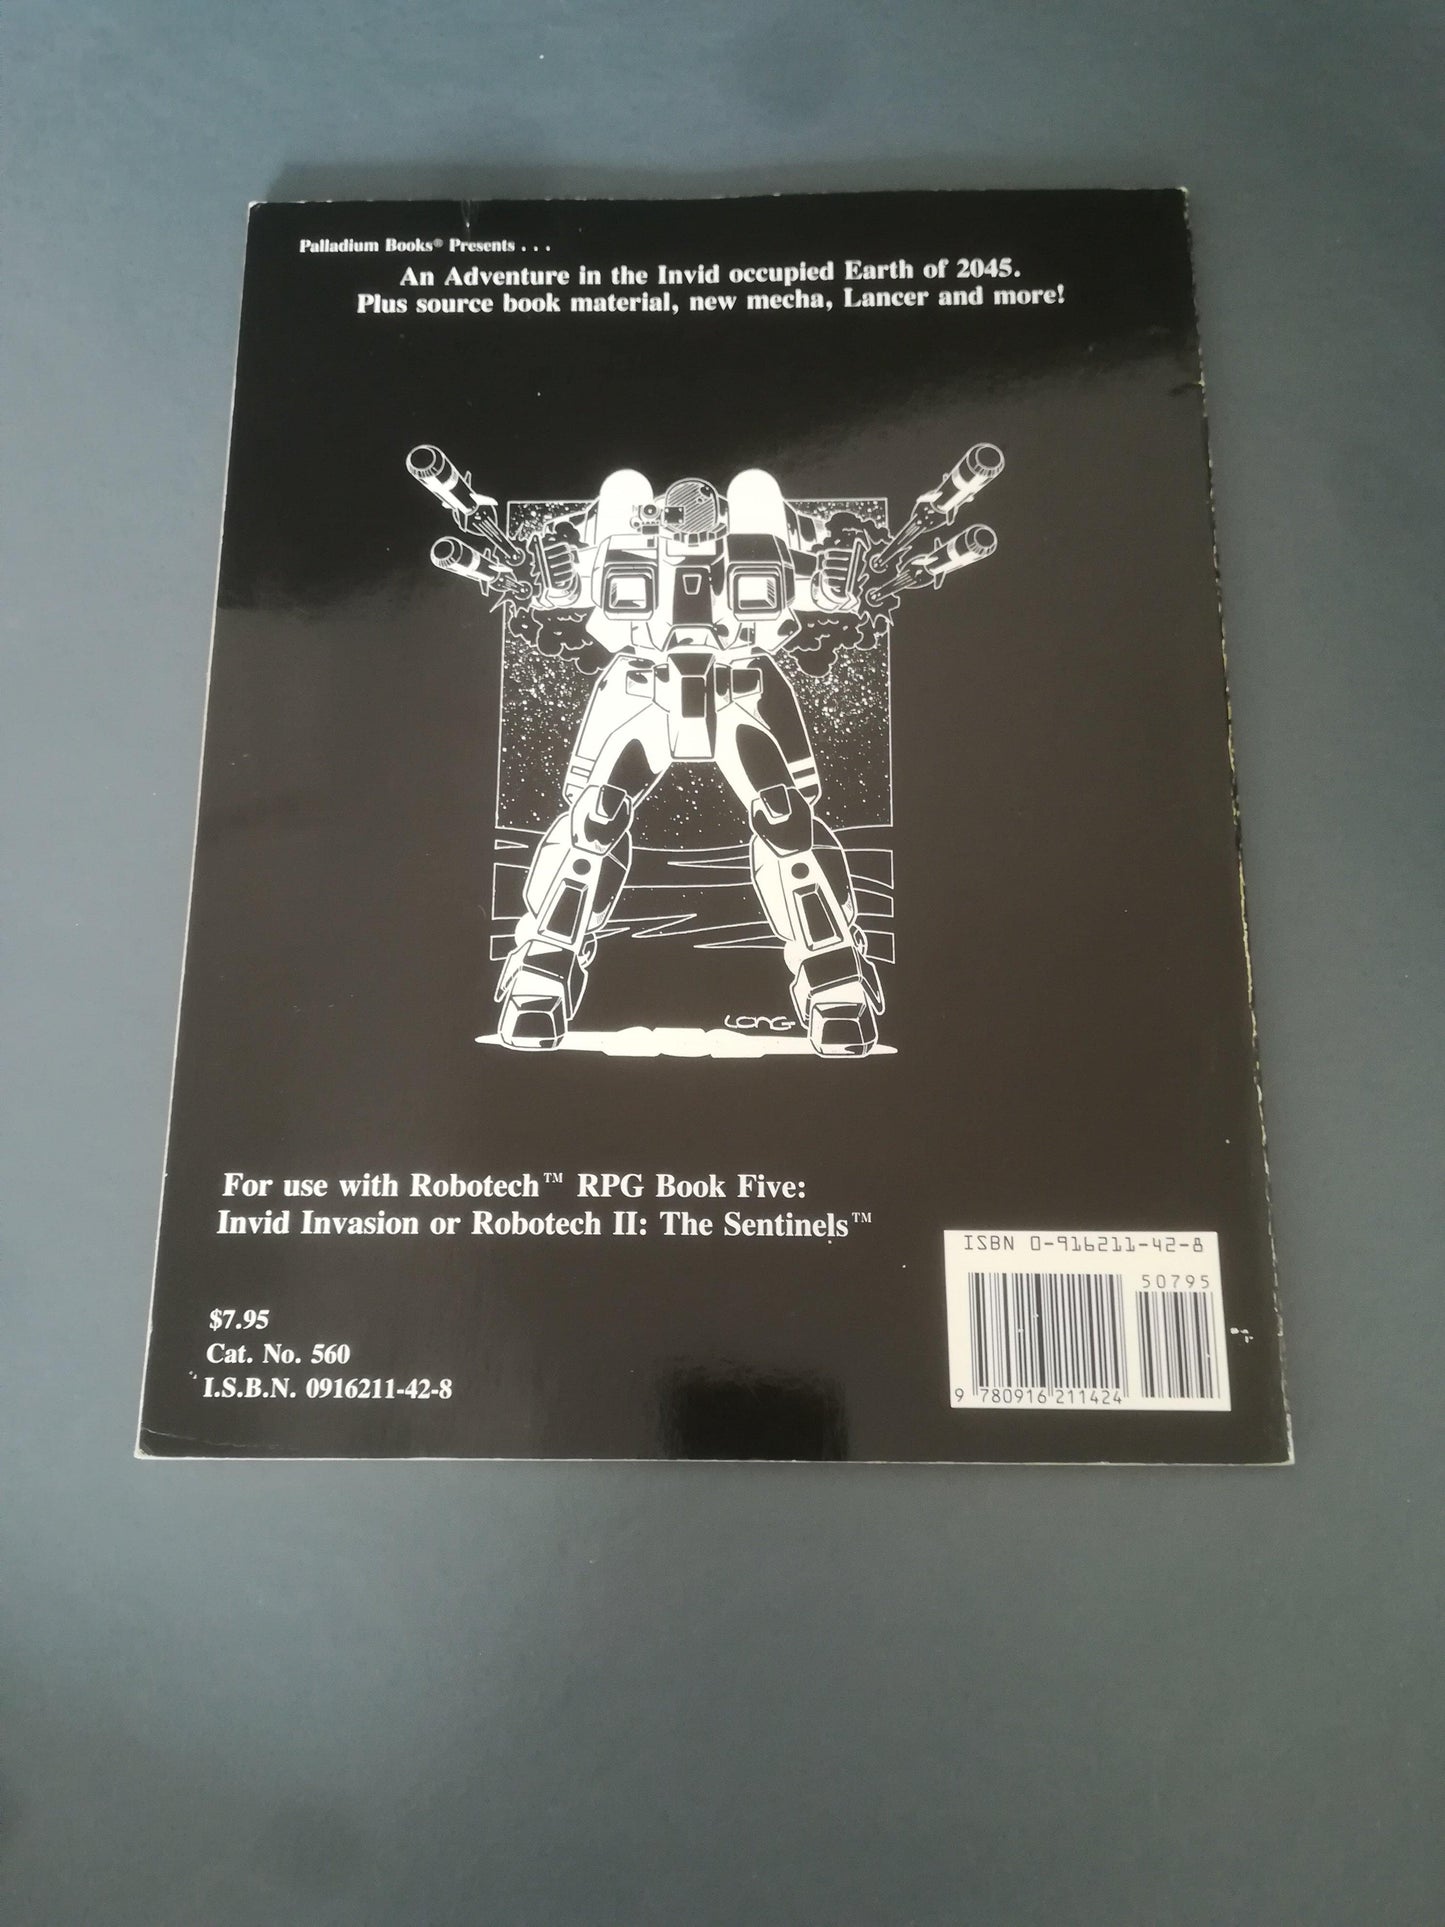 Palladium Books® Presents . . .
An Adventure in the Invid occupied Earth of 2045.
Plus source book material, new mecha, Lancer and more!
LONG
For use with Robotech™ RPG Book Five:
Invid Invasion or Robotech II: The Sentinels™
ISBN 0-916211-42-8
50795
9 780916 211424
$7.95
Cat. No. 560
I.S.B.N. 0916211-42-8